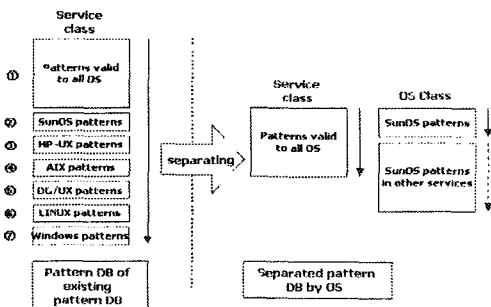 Service
class
① Patterns valid
to all OS
② SunOS patterns
③ HP-UX patterns
④ AIX patterns
⑤ DG/UX patterns
⑥ LINUX patterns
⑦ Windows patterns
Pattern DB of
existing
pattern DB
separating
Service
class
Patterns valid
to all OS
OS Class
SunOS patterns
SunOS patterns
in other services
Separated pattern
DB by OS